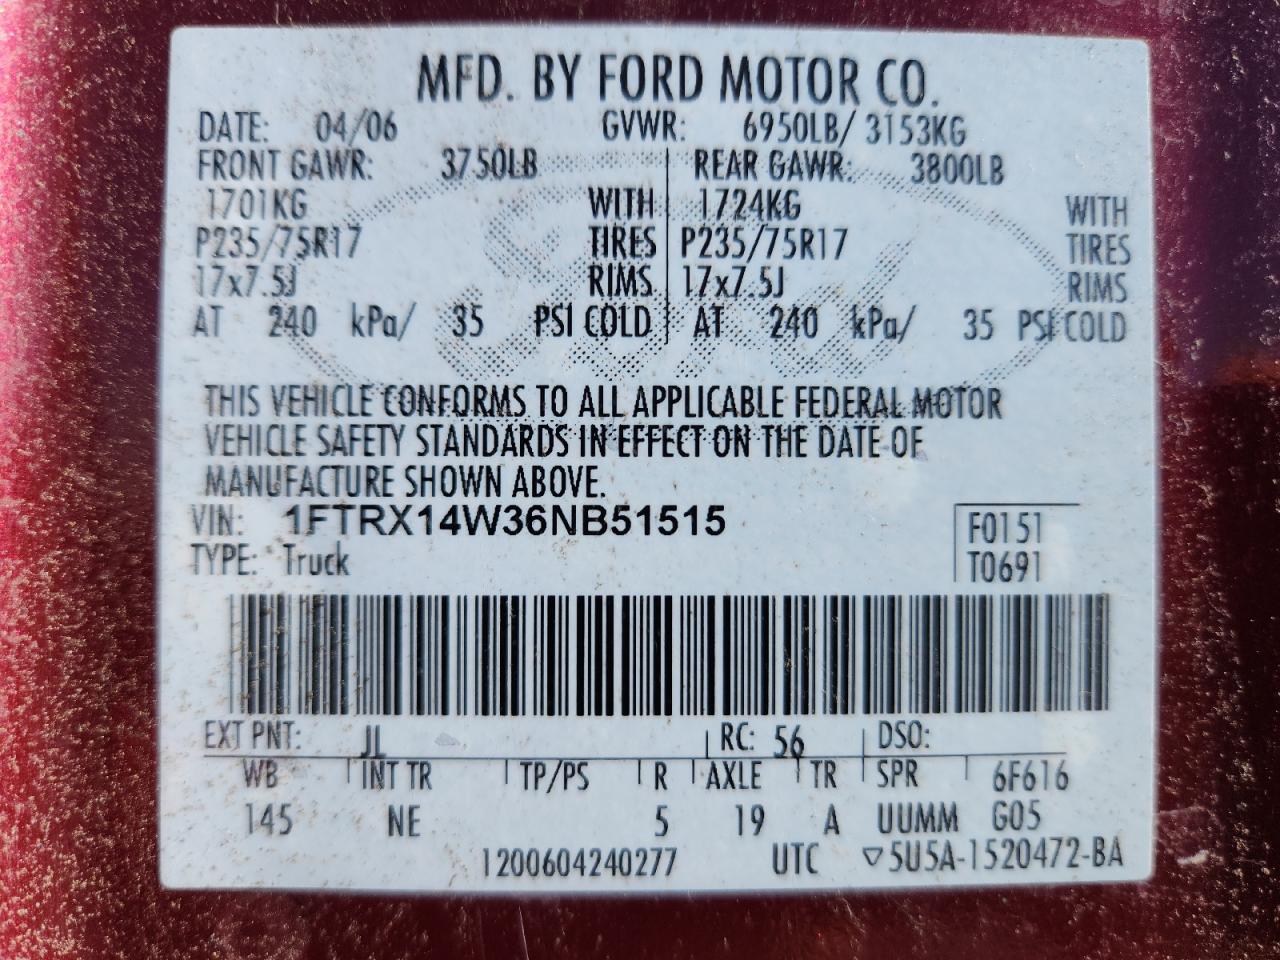 MFD. BY FORD MOTOR CO.
DATE: 04/06 GVWR: 6950LB/ 3153KG
FRONT GAWR: 3750LB REAR GAWR: 3800LB
1701KG WITH 1724KG WITH
P235/75R17 TIRES P235/75R17 TIRES
17x7.5J RIMS 17x7.5J RIMS
AT 240 kPa/ 35 PSI COLD AT 240 kPa/ 35 PSI COLD
THIS VEHICLE CONFORMS TO ALL APPLICABLE FEDERAL MOTOR
VEHICLE SAFETY STANDARDS IN EFFECT ON THE DATE OF
MANUFACTURE SHOWN ABOVE.
VIN: 1FTRX14W36NB51515 F0151
TYPE: Truck T0691
EXT PNT: JL RC: 56 DSO:
WB INT TR TP/PS R AXLE TR SPR 6F616
145 NE 5 19 A UUMM G05
1200604240277 UTC ▽5U5A-1520472-BA